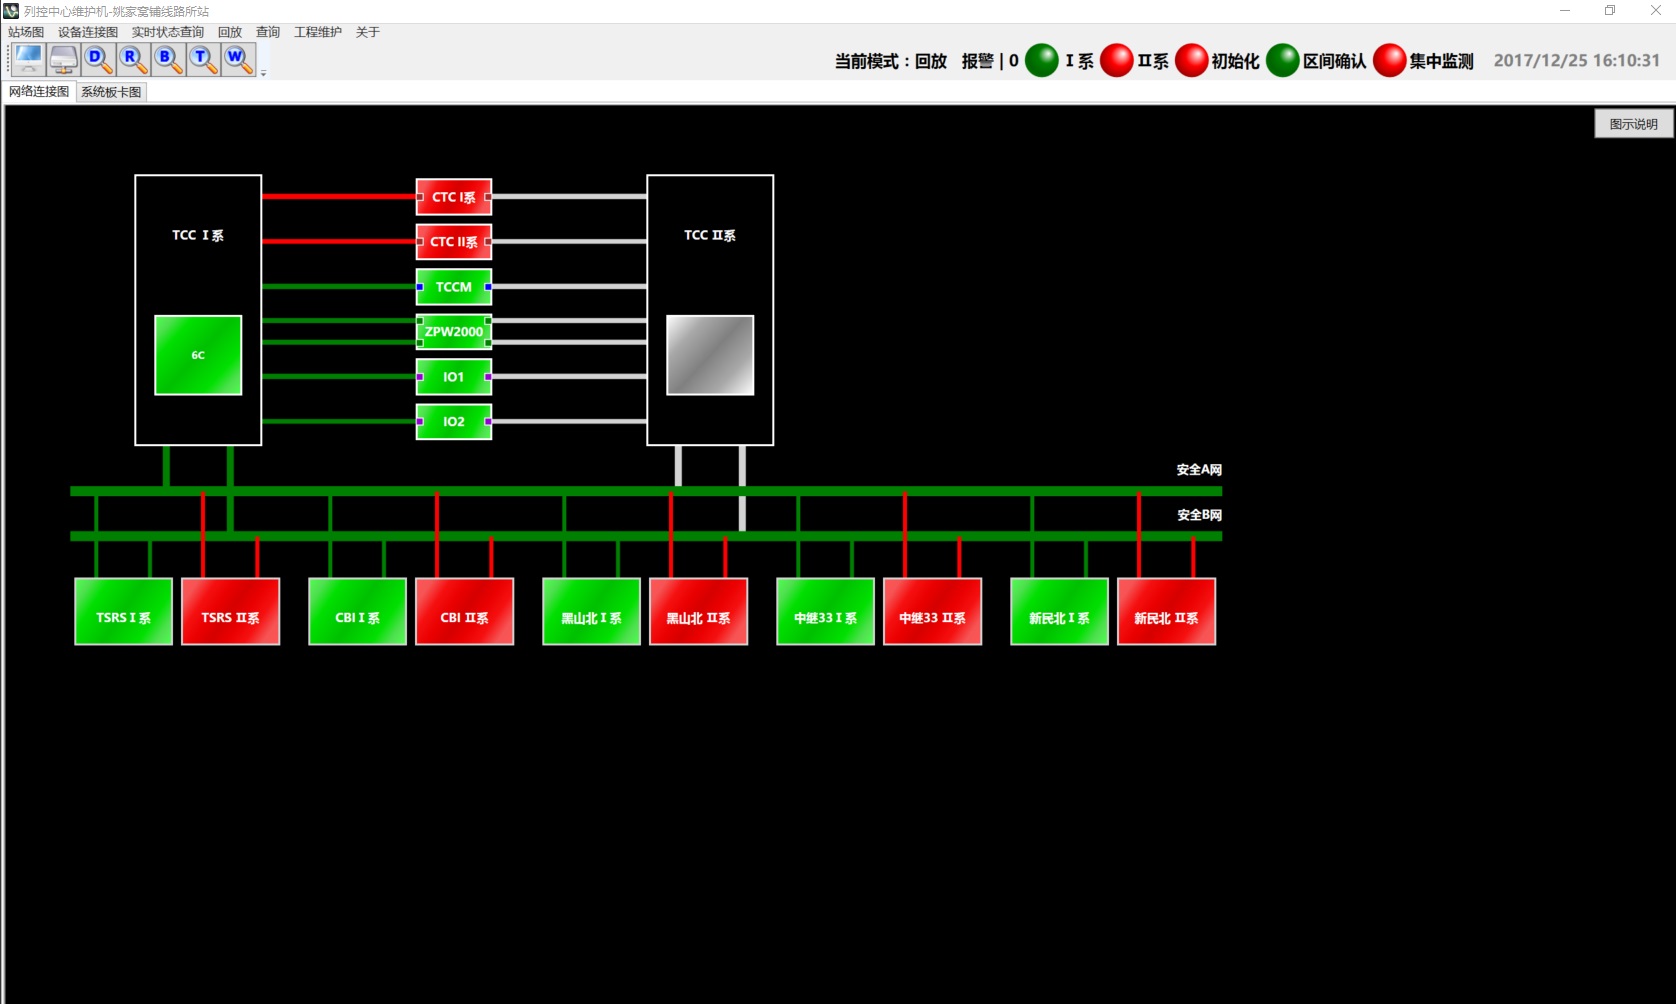 列控中心维护机-姚家窝铺线路所站
站场图 设备连接图 实时状态查询 回放 查询 工程维护 关于
D R B T W
当前模式：回放 报警 | 0 I 系 II系 初始化 区间确认 集中监测 2017/12/25 16:10:31
网络连接图 系统板卡图
图示说明
CTC I系
TCC I 系
TCC II系
CTC II系
TCCM
ZPW2000
6C
IO1
IO2
安全A网
安全B网
TSRS I 系 TSRS II系 CBI I 系 CBI II系 黑山北 I 系 黑山北 II系 中继33 I 系 中继33 II系 新民北 I 系 新民北 II系